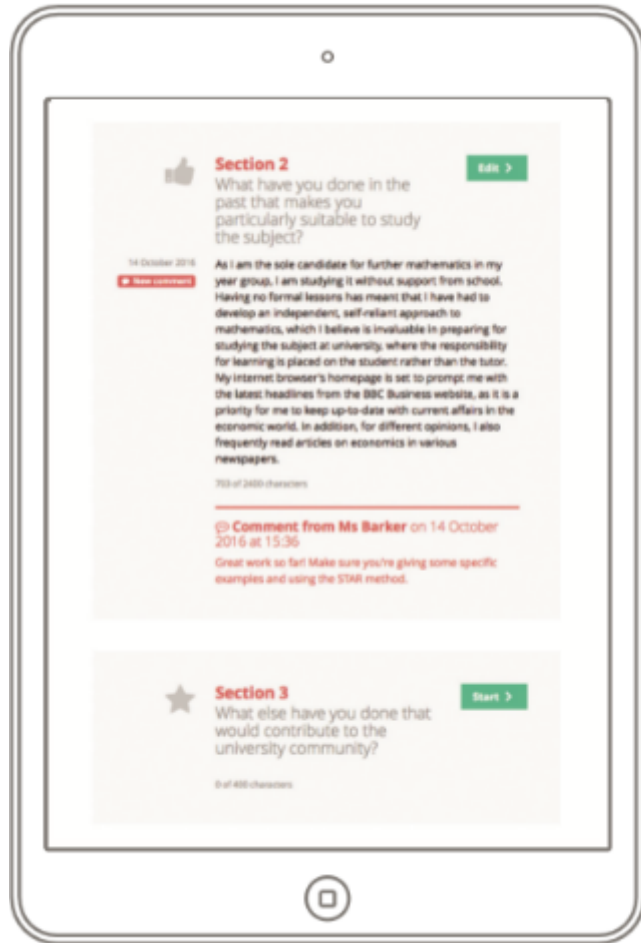 Section 2
Edit >
What have you done in the
past that makes you
particularly suitable to study
the subject?
14 October 2016
New comment
As I am the sole candidate for further mathematics in my
year group, I am studying it without support from school.
Having no formal lessons has meant that I have had to
develop an independent, self-reliant approach to
mathematics, which I believe is invaluable in preparing for
studying the subject at university, where the responsibility
for learning is placed on the student rather than the tutor.
My internet browser's homepage is set to prompt me with
the latest headlines from the BBC Business website, as it is a
priority for me to keep up-to-date with current affairs in the
economic world. In addition, for different opinions, I also
frequently read articles on economics in various
newspapers.
703 of 2400 characters
Comment from Ms Barker on 14 October
2016 at 15:36
Great work so far! Make sure you're giving some specific
examples and using the STAR method.
Section 3
Start >
What else have you done that
would contribute to the
university community?
0 of 400 characters